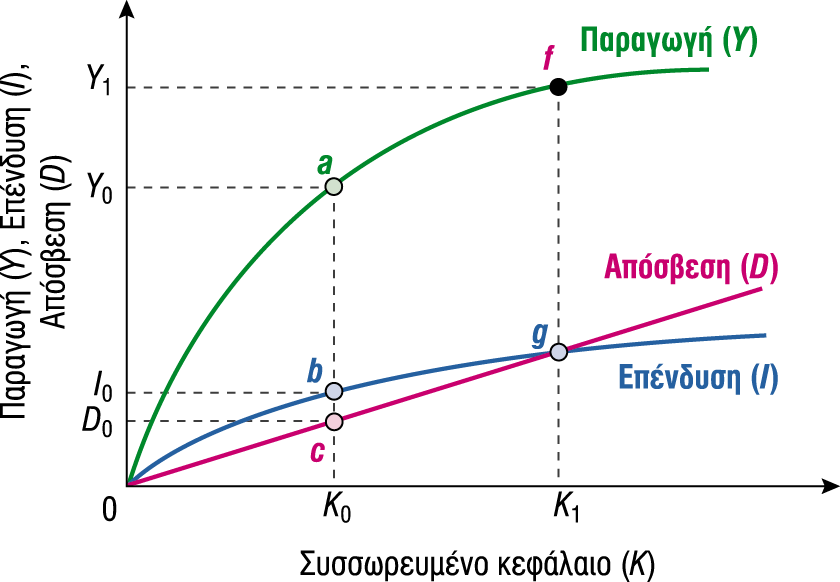 Παραγωγή (Y), Επένδυση (I),
Απόσβεση (D)
Παραγωγή (Y)
f
Y1
a
Y0
Απόσβεση (D)
g
b
Επένδυση (I)
I0
D0
c
0
K0
K1
Συσσωρευμένο κεφάλαιο (K)